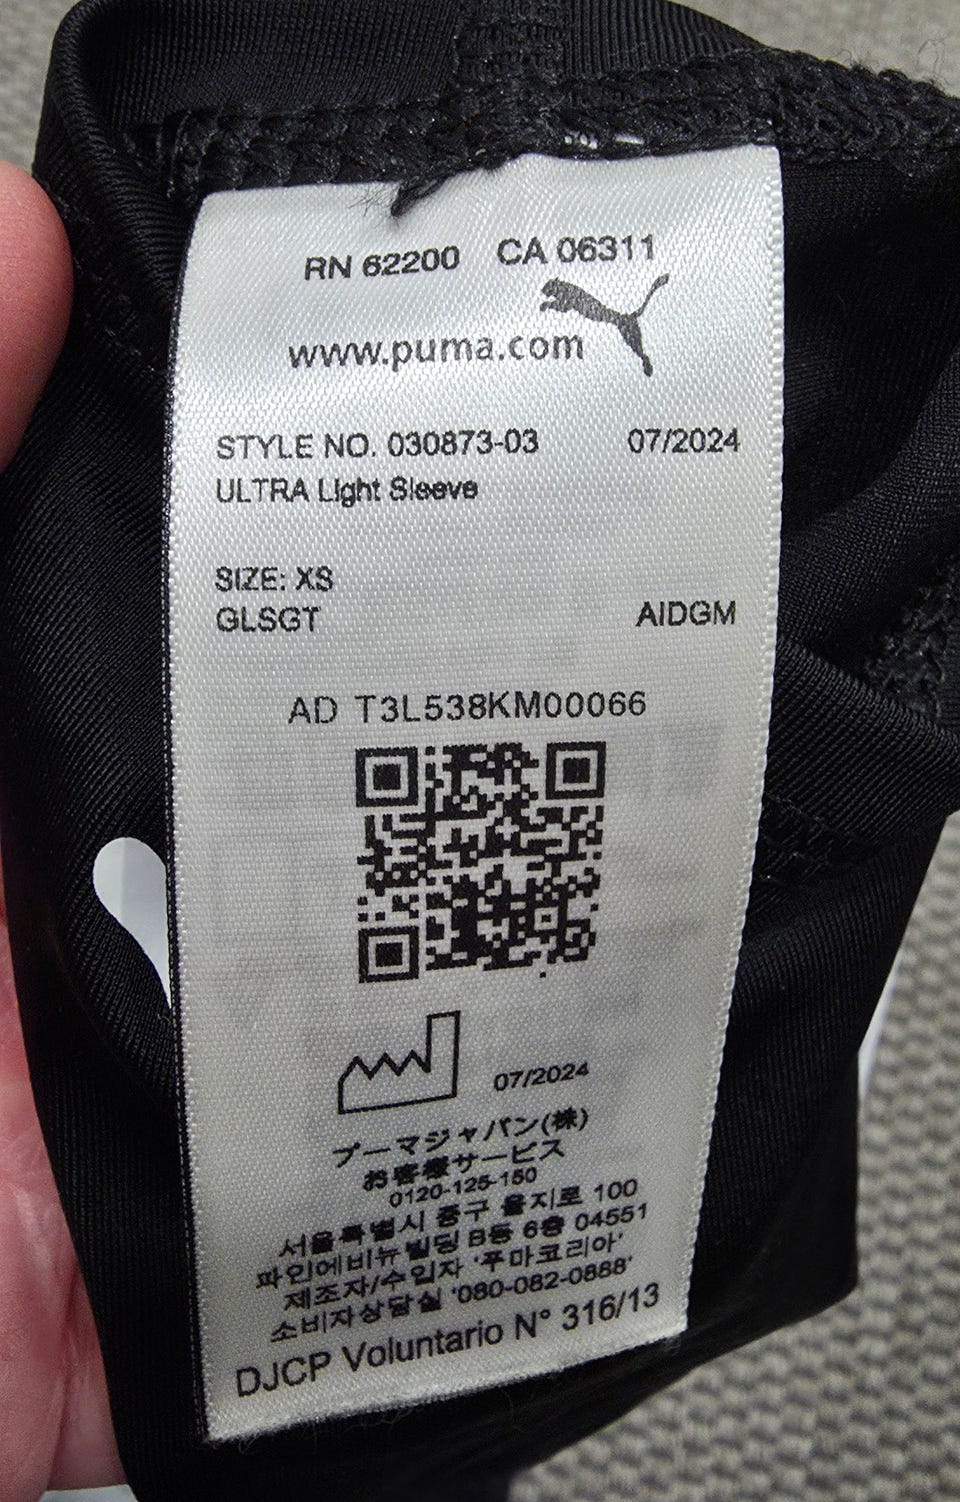 RN 62200 CA 06311
www.puma.com
STYLE NO. 030873-03 07/2024
ULTRA Light Sleeve
SIZE: XS
GLSGT AIDGM
AD T3L538KM00066
07/2024
プーマジャパン(株)
お客様サービス
0120-125-150
서울특별시 중구 을지로 100
파인에비뉴빌딩 B동 6층 04551
제조자/수입자 '푸마코리아'
소비자상담실 '080-082-0888'
DJCP Voluntario N° 316/13